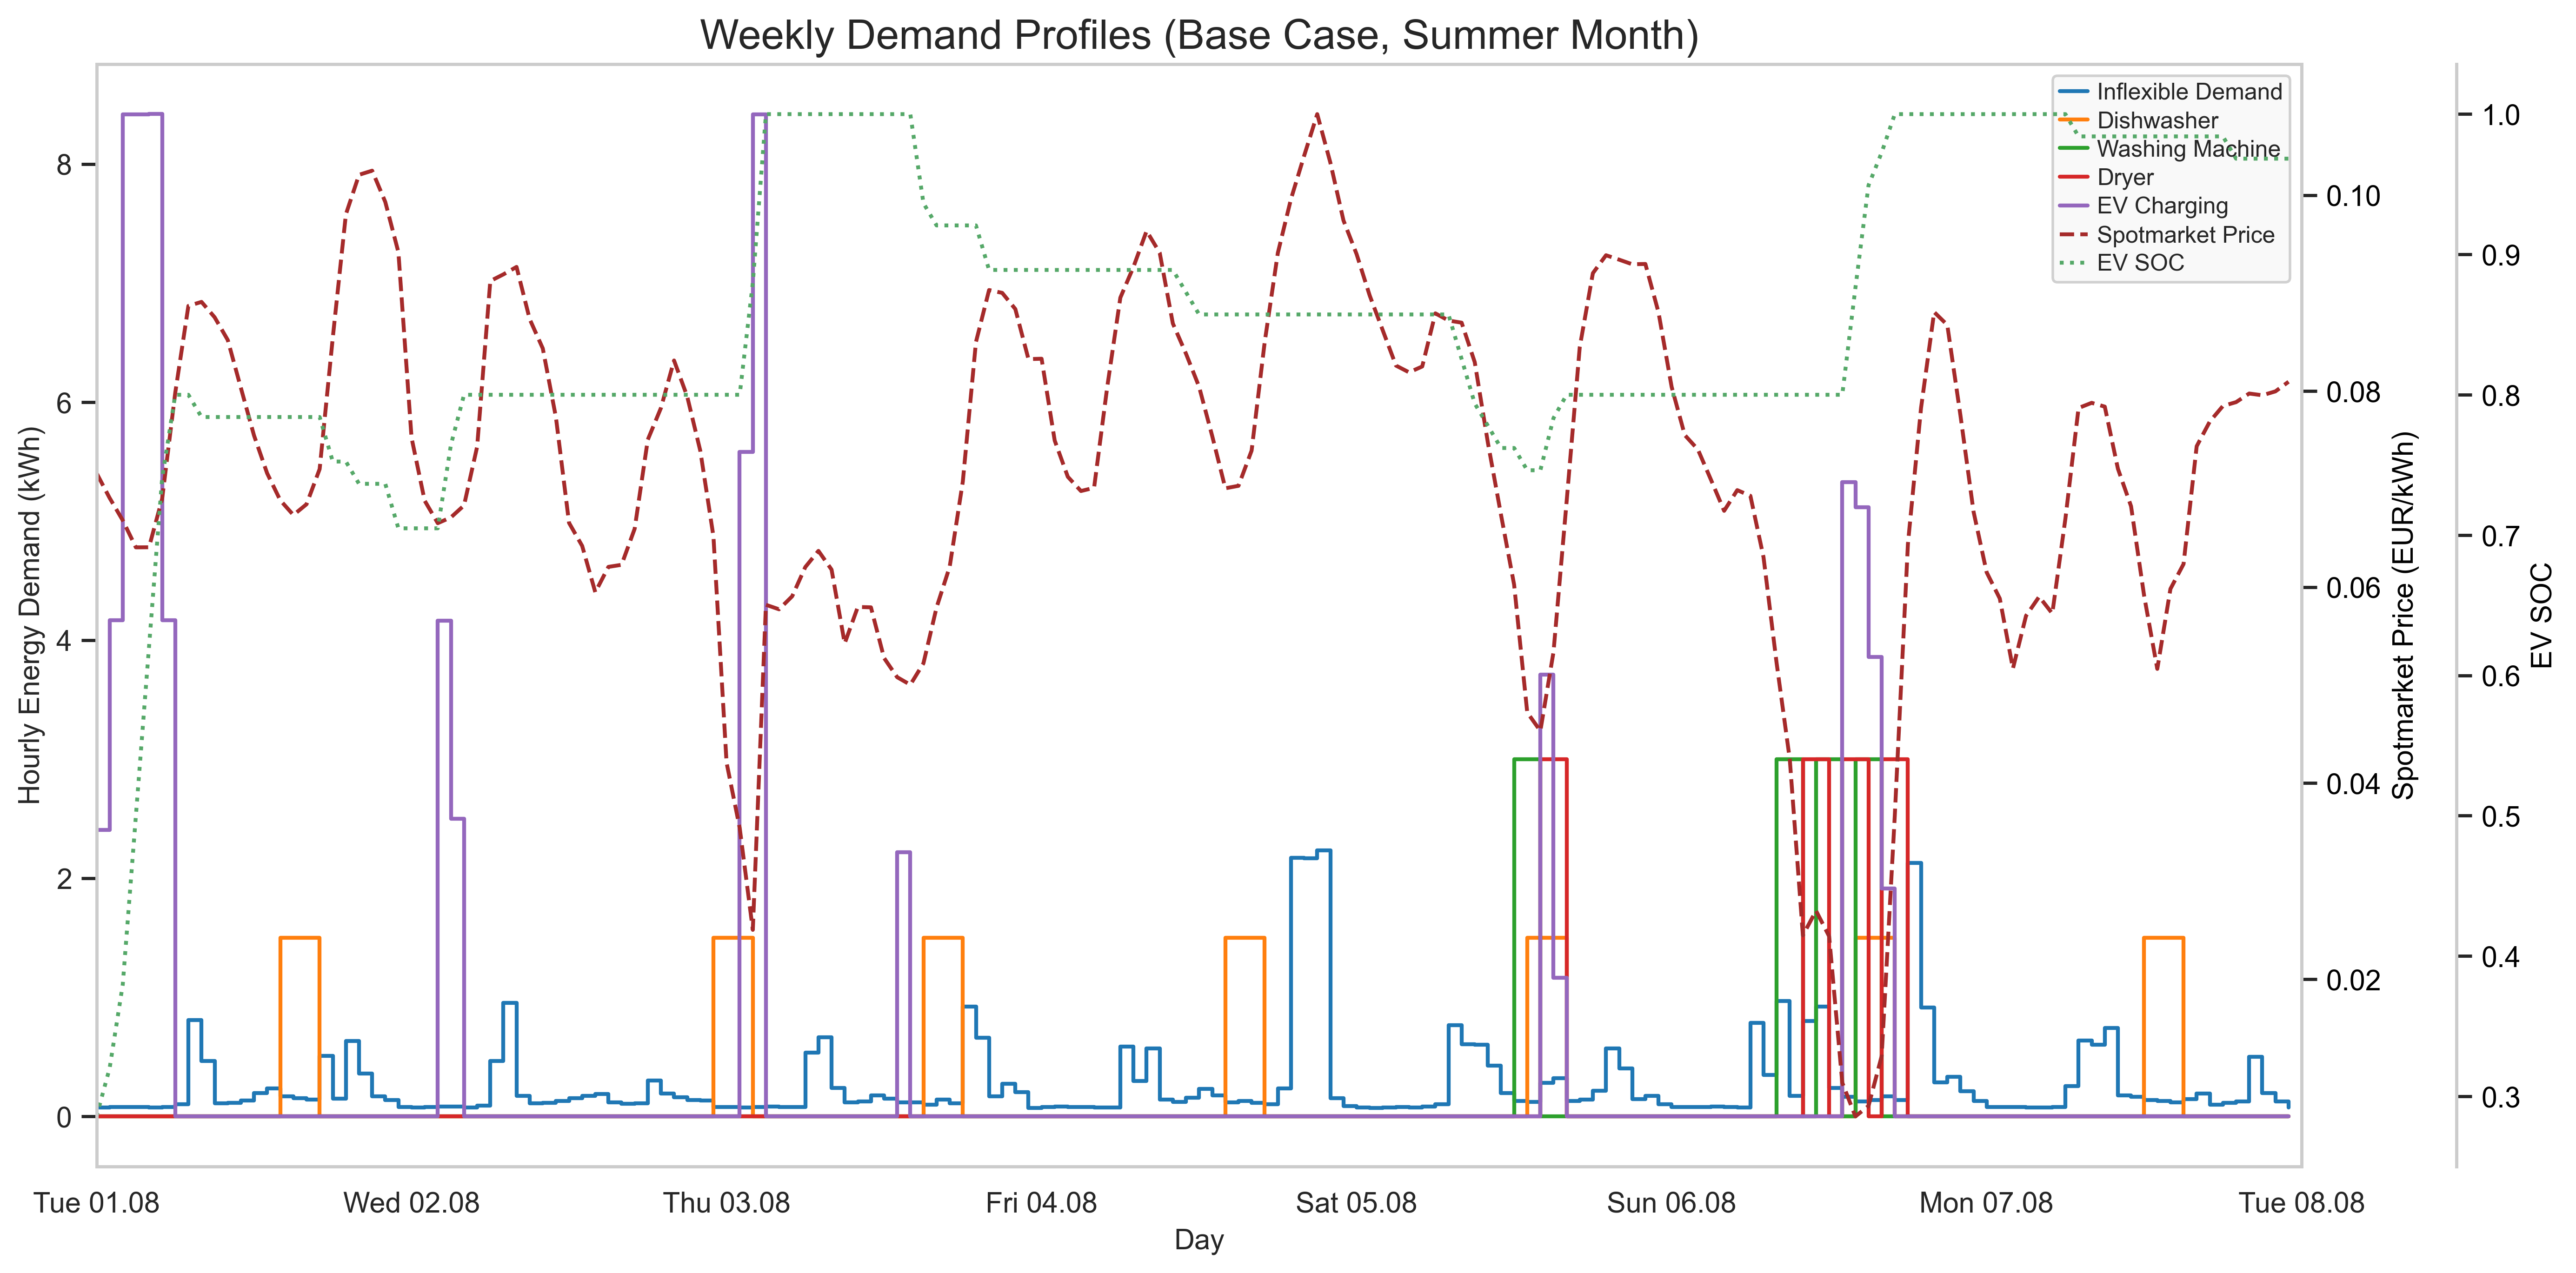 Weekly Demand Profiles (Base Case, Summer Month)
Inflexible Demand
Dishwasher
Washing Machine
Dryer
EV Charging
Spotmarket Price
EV SOC
Hourly Energy Demand (kWh)
8
6
4
2
0
0.10
0.08
0.06
0.04
0.02
Spotmarket Price (EUR/kWh)
1.0
0.9
0.8
0.7
0.6
0.5
0.4
0.3
EV SOC
Tue 01.08 Wed 02.08 Thu 03.08 Fri 04.08 Sat 05.08 Sun 06.08 Mon 07.08 Tue 08.08
Day